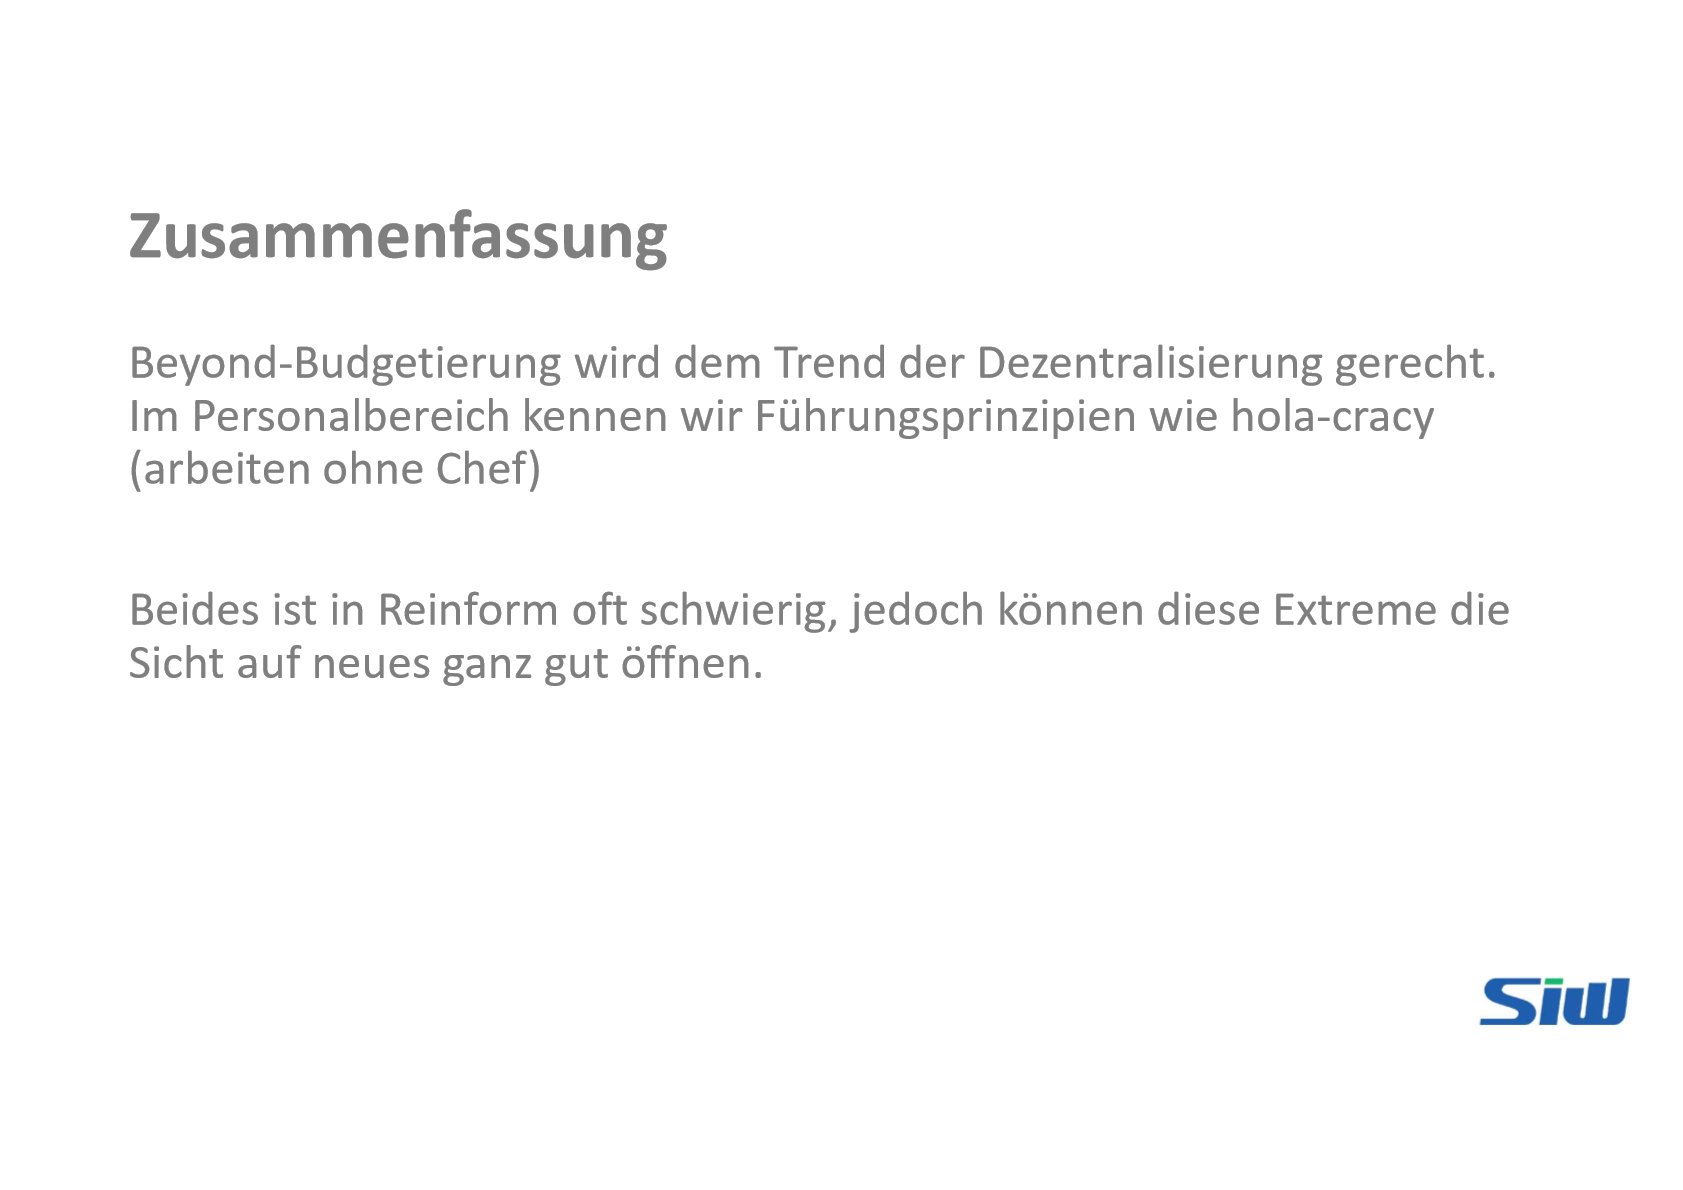 Zusammenfassung
Beyond-Budgetierung wird dem Trend der Dezentralisierung gerecht.
Im Personalbereich kennen wir Führungsprinzipien wie hola-cracy
(arbeiten ohne Chef)
Beides ist in Reinform oft schwierig, jedoch können diese Extreme die
Sicht auf neues ganz gut öffnen.
Siw